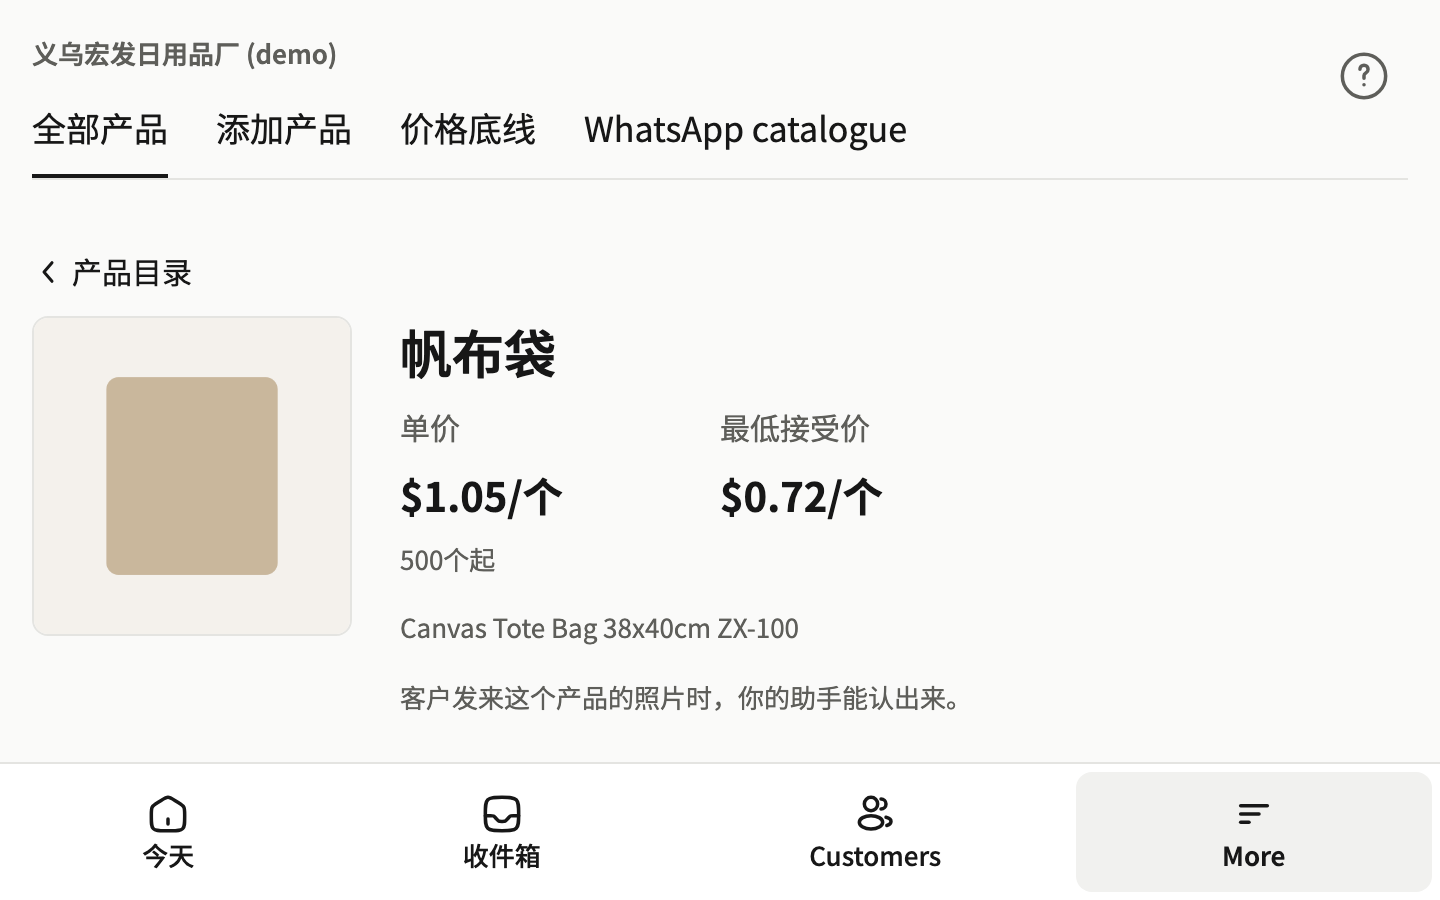 义乌宏发日用品厂 (demo)
?
全部产品 添加产品 价格底线 WhatsApp catalogue
产品目录
帆布袋
单价 最低接受价
$1.05/个 $0.72/个
500个起
Canvas Tote Bag 38x40cm ZX-100
客户发来这个产品的照片时，你的助手能认出来。
今天 收件箱 Customers More